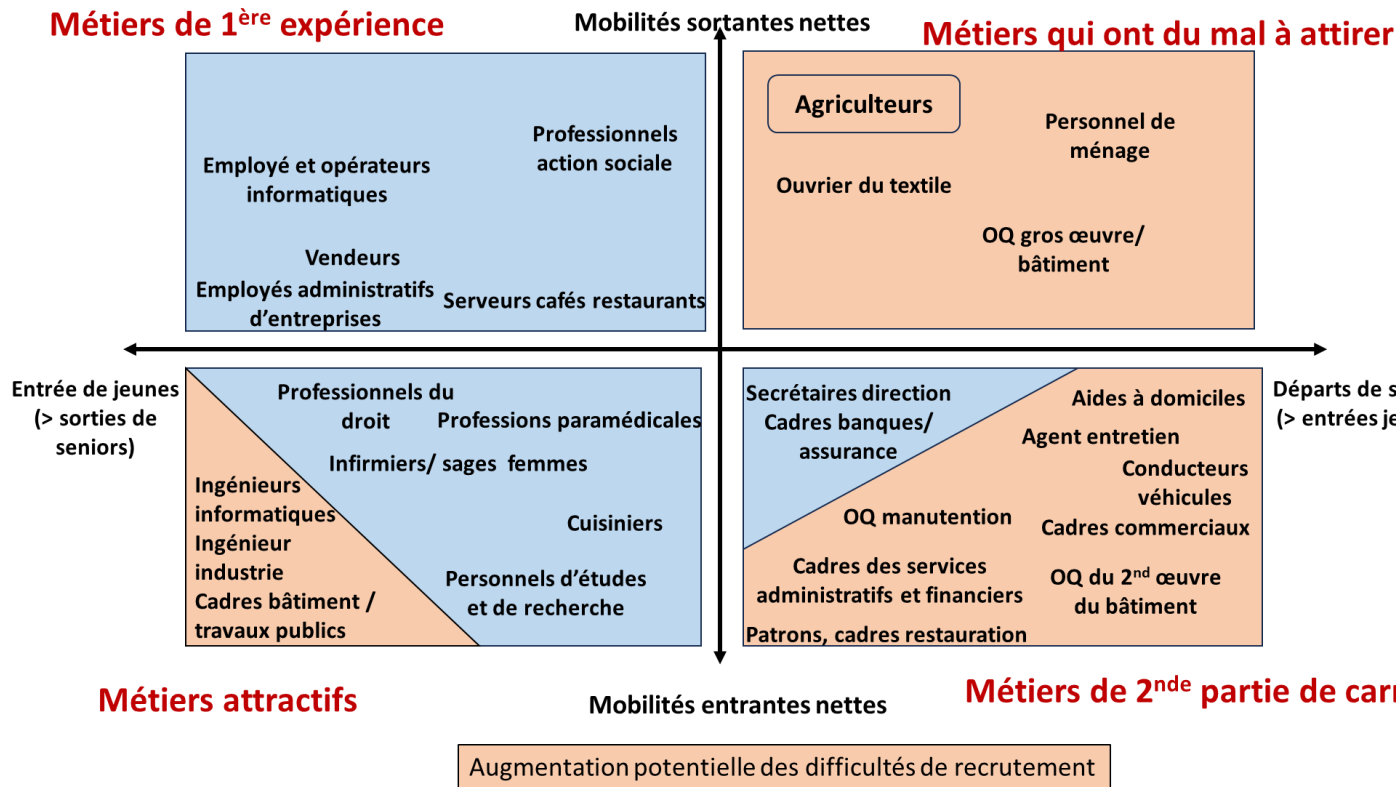 Métiers de 1ère expérience
Mobilités sortantes nettes
Métiers qui ont du mal à attirer
Professionnels
action sociale
Employé et opérateurs
informatiques
Vendeurs
Employés administratifs
d’entreprises
Serveurs cafés restaurants
Agriculteurs
Personnel de
ménage
Ouvrier du textile
OQ gros œuvre/
bâtiment
Entrée de jeunes
(> sorties de
seniors)
Départs de s
(> entrées je
Professionnels du
droit
Professions paramédicales
Infirmiers/ sages femmes
Cuisiniers
Personnels d’études
et de recherche
Ingénieurs
informatiques
Ingénieur
industrie
Cadres bâtiment /
travaux publics
Secrétaires direction
Cadres banques/
assurance
Aides à domiciles
Agent entretien
Conducteurs
véhicules
Cadres commerciaux
OQ manutention
Cadres des services
administratifs et financiers
OQ du 2nd œuvre
du bâtiment
Patrons, cadres restauration
Métiers attractifs
Mobilités entrantes nettes
Métiers de 2nde partie de carr
Augmentation potentielle des difficultés de recrutement